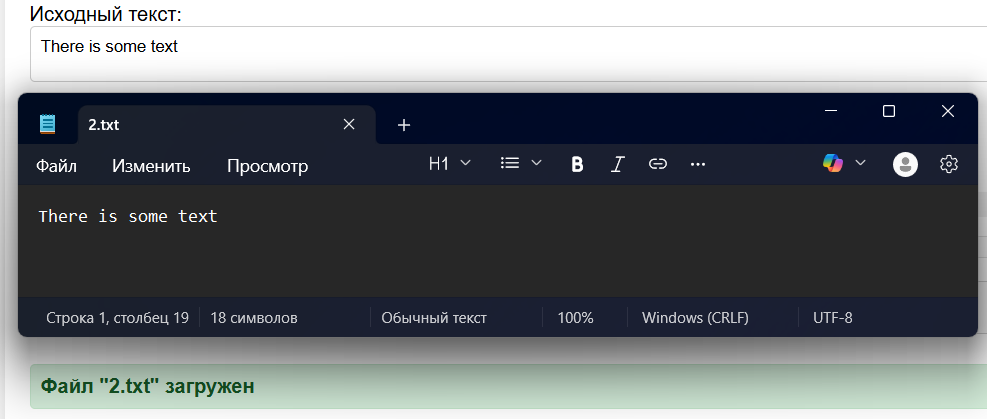 Исходный текст:
There is some text
2.txt
Файл Изменить Просмотр H1 B I
There is some text
Строка 1, столбец 19 18 символов Обычный текст 100% Windows (CRLF) UTF-8
Файл "2.txt" загружен